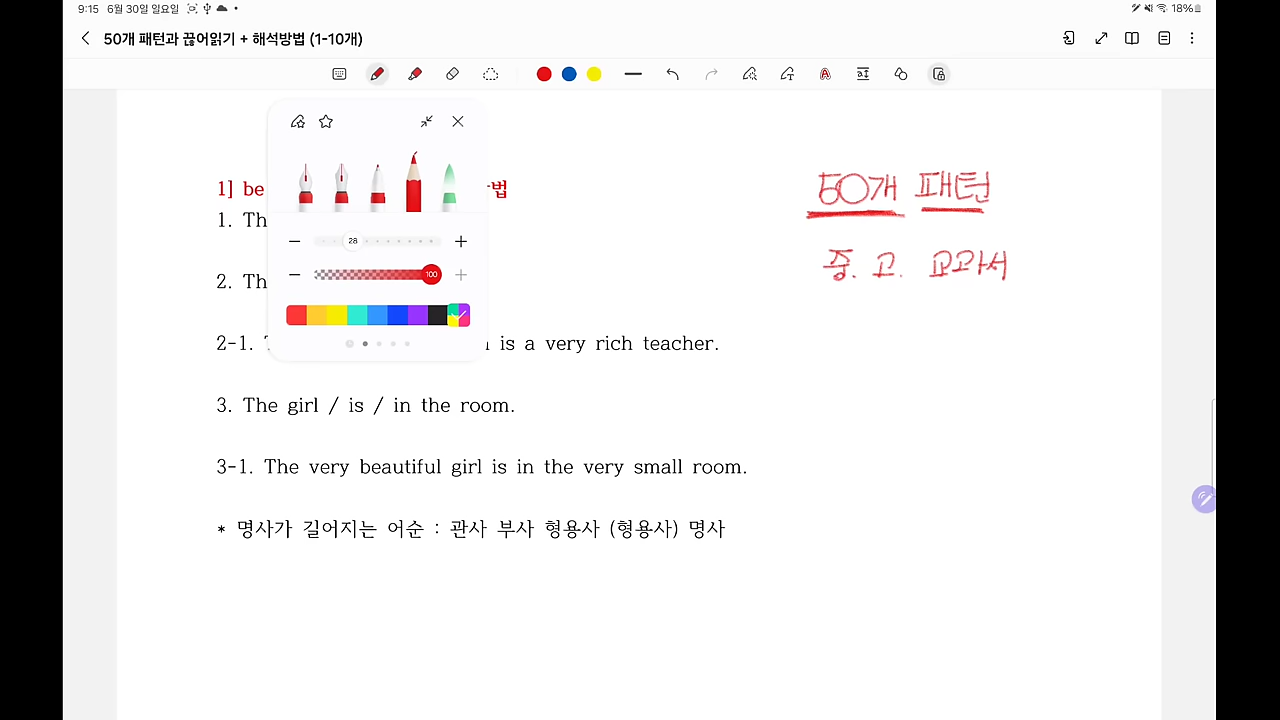 9:15 6월 30일 일요일
18%
50개 패턴과 끊어읽기 + 해석방법 (1-10개)
1] be
법
1. Th
2. Th
28
100
2-1.
is a very rich teacher.
3. The girl / is / in the room.
3-1. The very beautiful girl is in the very small room.
* 명사가 길어지는 어순 : 관사 부사 형용사 (형용사) 명사
50개 패턴
중. 고. 교과서